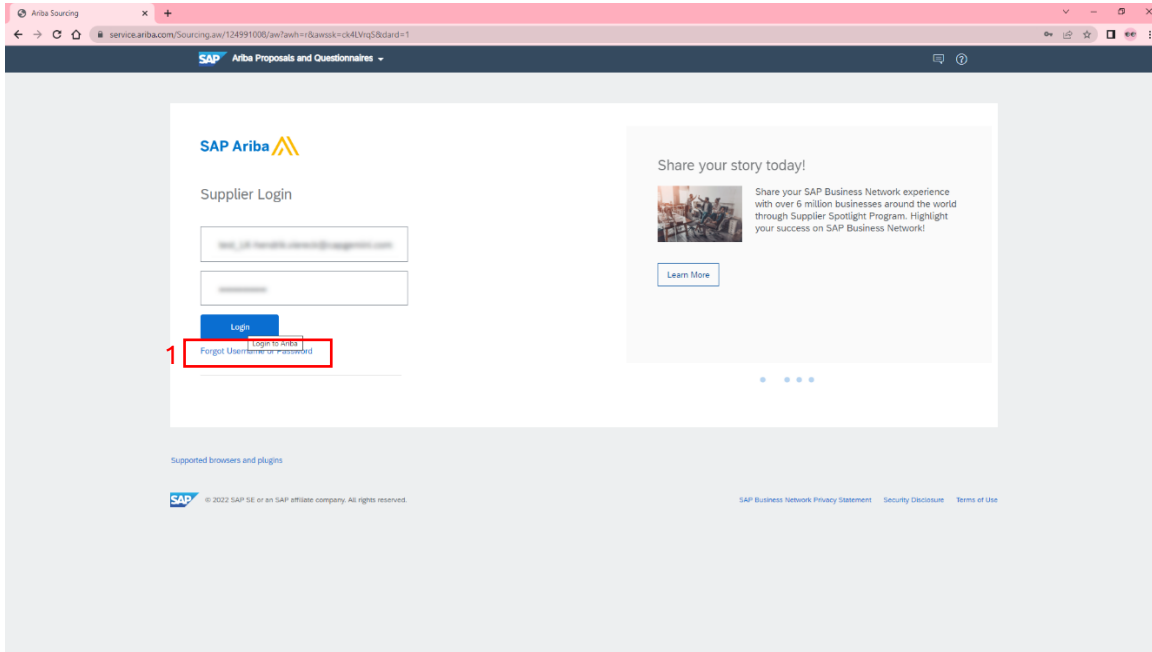 Ariba Sourcing
service.ariba.com/Sourcing.aw/124991008/aw?awh=r&awssk=ck4LVrq5&dard=1
SAP Ariba Proposals and Questionnaires
SAP Ariba
Supplier Login
Login
Login to Ariba
1
Forgot Username or Password
Share your story today!
Share your SAP Business Network experience
with over 6 million businesses around the world
through Supplier Spotlight Program. Highlight
your success on SAP Business Network!
Learn More
Supported browsers and plugins
SAP © 2022 SAP SE or an SAP affiliate company. All rights reserved.
SAP Business Network Privacy Statement Security Disclosure Terms of Use